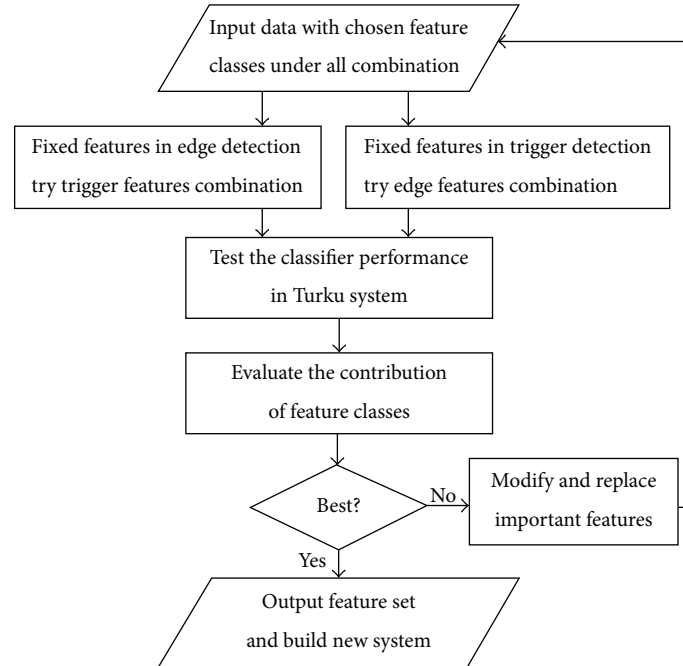 Input data with chosen feature
classes under all combination
Fixed features in edge detection
try trigger features combination
Fixed features in trigger detection
try edge features combination
Test the classifier performance
in Turku system
Evaluate the contribution
of feature classes
Best?
No
Modify and replace
important features
Yes
Output feature set
and build new system